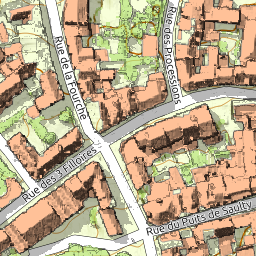 Rue de la Fourche
Rue des Processions
Rue des 3 Filloires
Rue du Puits de Saulty